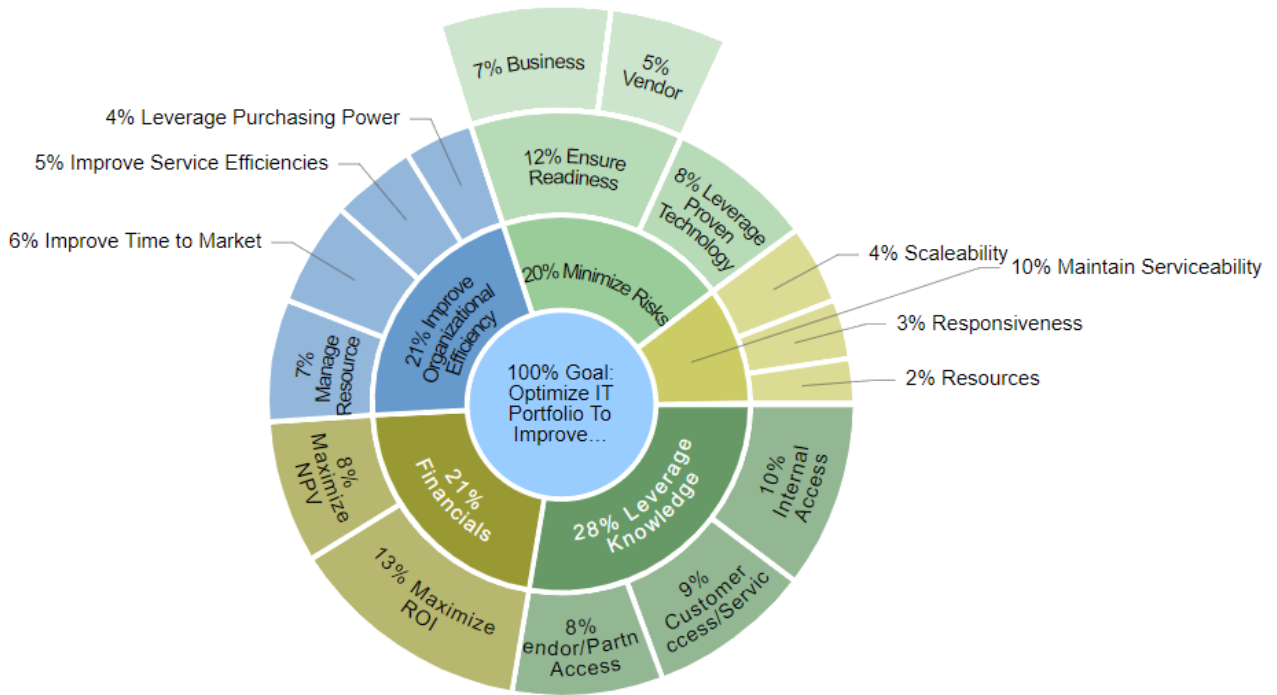 7% Business
5%
Vendor
4% Leverage Purchasing Power
5% Improve Service Efficiencies
6% Improve Time to Market
12% Ensure
Readiness
8% Leverage
Proven
Technology
4% Scaleability
10% Maintain Serviceability
3% Responsiveness
2% Resources
20% Minimize Risks
21% Improve
Organizational
Efficiency
7%
Manage
Resource
100% Goal:
Optimize IT
Portfolio To
Improve…
8%
Maximize
NPV
21%
Financials
13% Maximize
ROI
28% Leverage
Knowledge
10%
Internal
Access
9%
Customer
ccess/Servic
8%
endor/Partn
Access